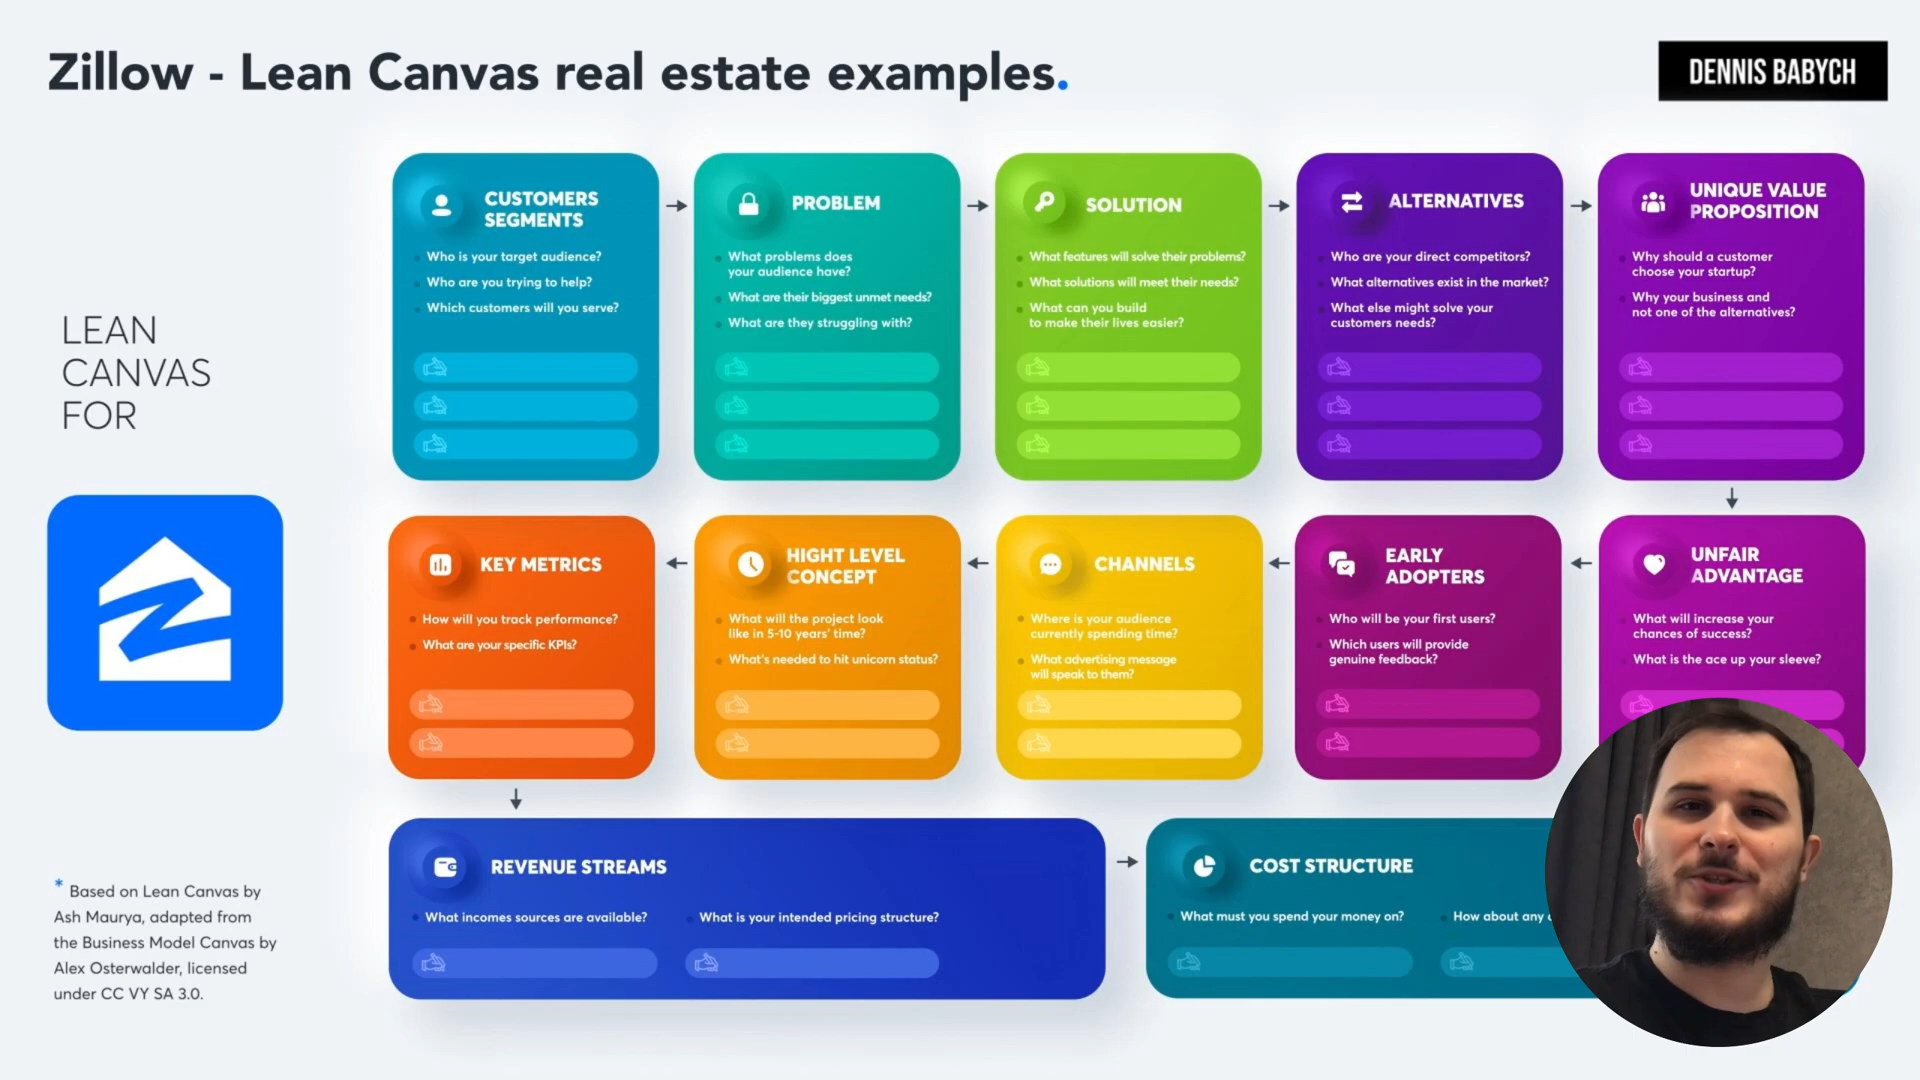 Zillow - Lean Canvas real estate examples.
DENNIS BABYCH
LEAN
CANVAS
FOR
CUSTOMERS
SEGMENTS
Who is your target audience?
Who are you trying to help?
Which customers will you serve?
PROBLEM
What problems does
your audience have?
What are their biggest unmet needs?
What are they struggling with?
SOLUTION
What features will solve their problems?
What solutions will meet their needs?
What can you build
to make their lives easier?
ALTERNATIVES
Who are your direct competitors?
What alternatives exist in the market?
What else might solve your
customers needs?
UNIQUE VALUE
PROPOSITION
Why should a customer
choose your startup?
Why your business and
not one of the alternatives?
KEY METRICS
How will you track performance?
What are your specific KPIs?
HIGHT LEVEL
CONCEPT
What will the project look
like in 5-10 years' time?
What's needed to hit unicorn status?
CHANNELS
Where is your audience
currently spending time?
What advertising message
will speak to them?
EARLY
ADOPTERS
Who will be your first users?
Which users will provide
genuine feedback?
UNFAIR
ADVANTAGE
What will increase your
chances of success?
What is the ace up your sleeve?
REVENUE STREAMS
What incomes sources are available?
What is your intended pricing structure?
COST STRUCTURE
What must you spend your money on?
How about any
* Based on Lean Canvas by
Ash Maurya, adapted from
the Business Model Canvas by
Alex Osterwalder, licensed
under CC VY SA 3.0.